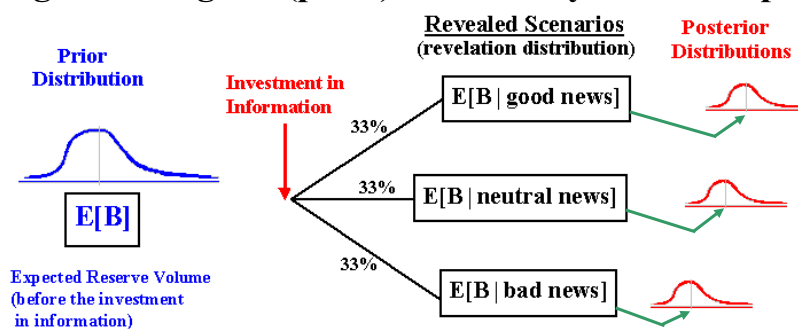 Revealed Scenarios
(revelation distribution)
Posterior
Distributions
Prior
Distribution
Investment in
Information
E[B | good news]
33%
E[B | neutral news]
33%
E[B]
33%
E[B | bad news]
Expected Reserve Volume
(before the investment
in information)